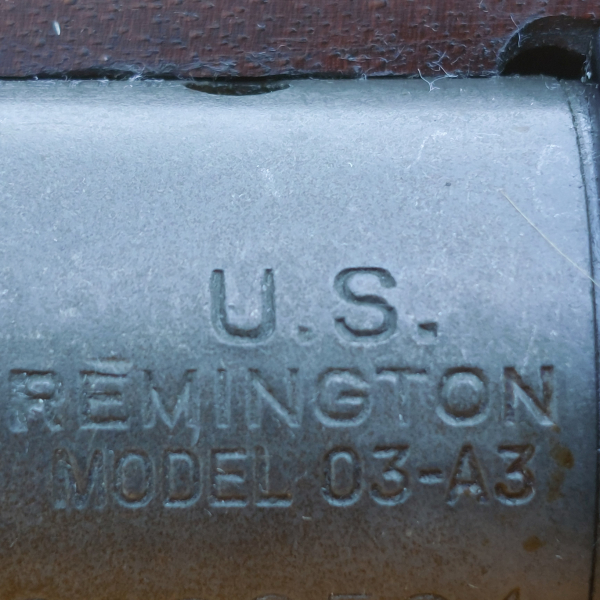 U.S.
REMINGTON
MODEL 03-A3